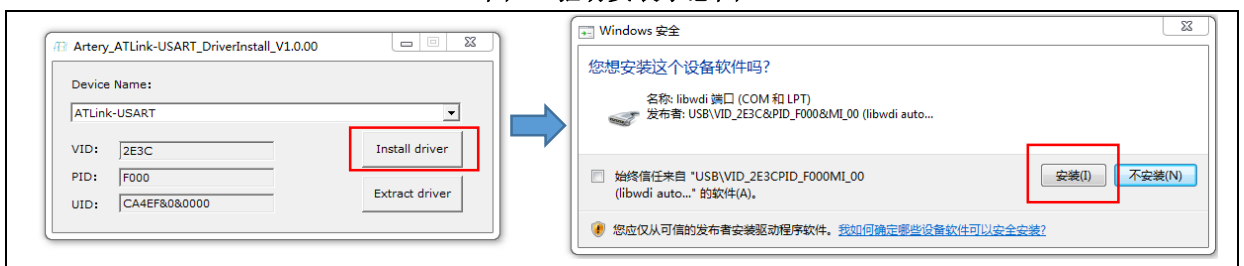 Artery_ATLink-USART_DriverInstall_V1.0.00
Device Name:
ATLink-USART
VID: 2E3C
Install driver
PID: F000
Extract driver
UID: CA4EF&0&0000
Windows 安全
您想安装这个设备软件吗?
名称: libwdi 端口 (COM 和 LPT)
发布者: USB\VID_2E3C&PID_F000&MI_00 (libwdi auto...
始终信任来自 "USB\VID_2E3CPID_F000MI_00
(libwdi auto..." 的软件(A)。
安装(I)
不安装(N)
您应仅从可信的发布者安装驱动程序软件。我如何确定哪些设备软件可以安全安装?